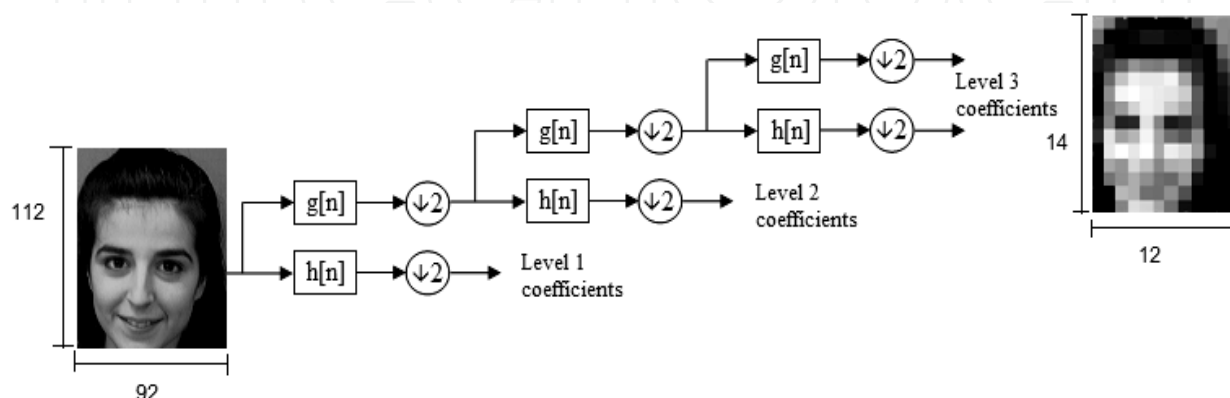 g[n]
↓2
Level 3
coefficients
g[n]
↓2
h[n]
↓2
14
112
g[n]
↓2
h[n]
↓2
Level 2
coefficients
h[n]
↓2
Level 1
coefficients
12
92